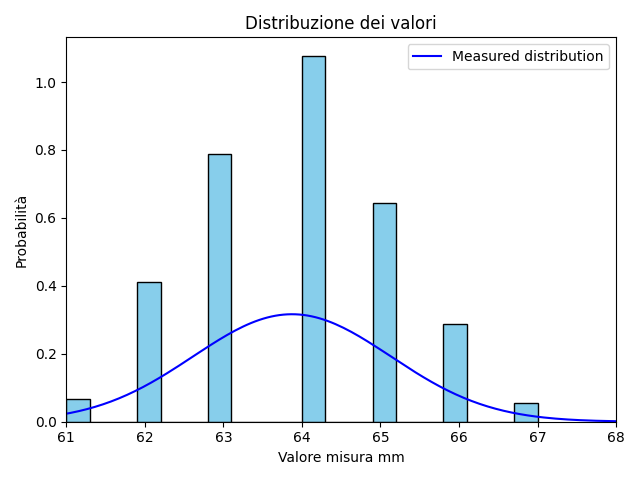 Distribuzione dei valori
Measured distribution
Probabilità
1.0
0.8
0.6
0.4
0.2
0.0
61 62 63 64 65 66 67 68
Valore misura mm